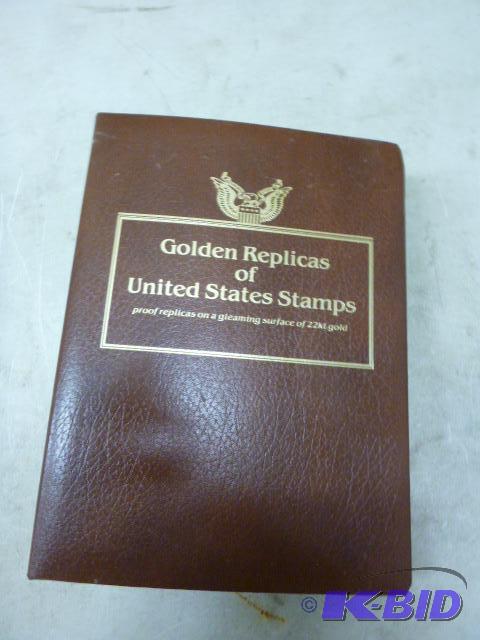 Golden Replicas
of
United States Stamps
proof replicas on a gleaming surface of 22kt gold
© K-BID